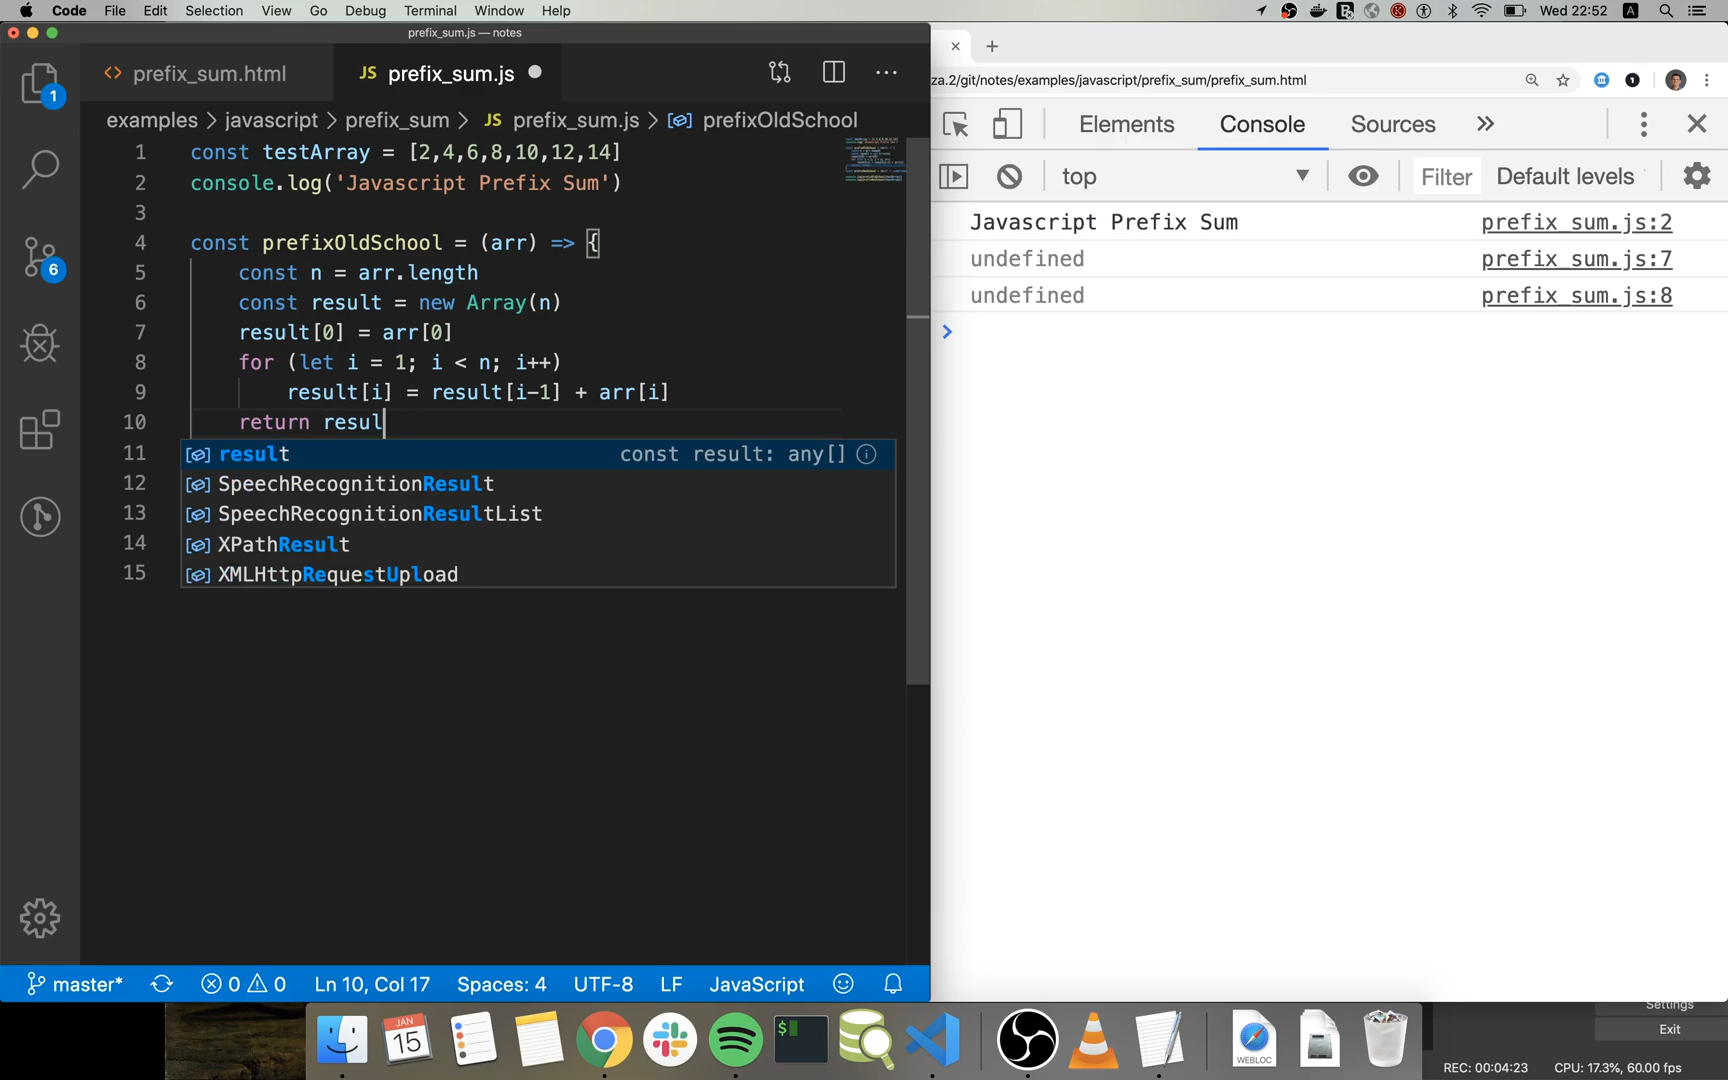 Code File Edit Selection View Go Debug Terminal Window Help Wed 22:52 A
prefix_sum.js — notes
<> prefix_sum.html JS prefix_sum.js
za.2/git/notes/examples/javascript/prefix_sum/prefix_sum.html 1
1
Elements Console Sources
examples > javascript > prefix_sum > JS prefix_sum.js > prefixOldSchool
1 const testArray = [2,4,6,8,10,12,14]
2 console.log('Javascript Prefix Sum')
3
4 const prefixOldSchool = (arr) => {
5 const n = arr.length
6 const result = new Array(n)
7 result[0] = arr[0]
8 for (let i = 1; i < n; i++)
9 result[i] = result[i-1] + arr[i]
10 return resul
11 result const result: any[]
12 SpeechRecognitionResult
13 SpeechRecognitionResultList
14 XPathResult
15 XMLHttpRequestUpload
6
top Filter Default levels
Javascript Prefix Sum prefix_sum.js:2
undefined prefix_sum.js:7
undefined prefix_sum.js:8
>
master* 0 0 Ln 10, Col 17 Spaces: 4 UTF-8 LF JavaScript
JAN
15
$
WEBLOC
Settings
Exit
REC: 00:04:23 CPU: 17.3%, 60.00 fps